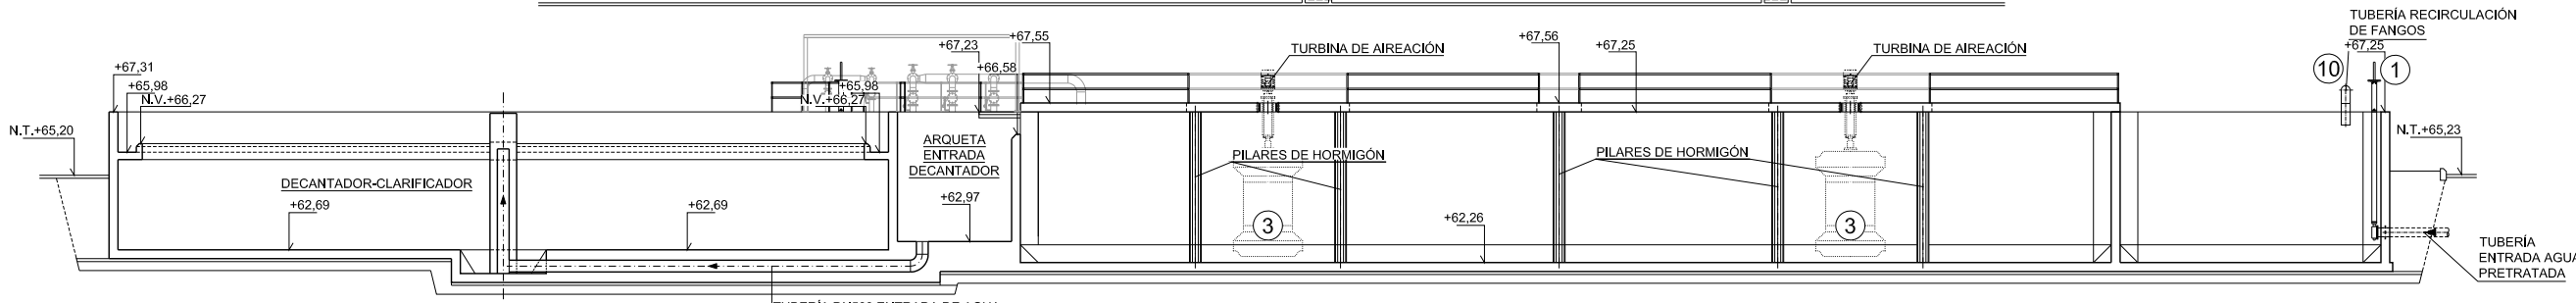 TUBERÍA RECIRCULACIÓN
DE FANGOS
+67,25
10
1
+67,31
+65,98
N.V.+66,27
N.T.+65,20
+67,23
+66,58
+65,98
N.V.+66,27
+67,55
TURBINA DE AIREACIÓN
+67,56
+67,25
TURBINA DE AIREACIÓN
N.T.+65,23
ARQUETA
ENTRADA
DECANTADOR
PILARES DE HORMIGÓN
PILARES DE HORMIGÓN
DECANTADOR-CLARIFICADOR
+62,69
+62,69
+62,97
3
+62,26
3
TUBERÍA
ENTRADA AGUA
PRETRATADA